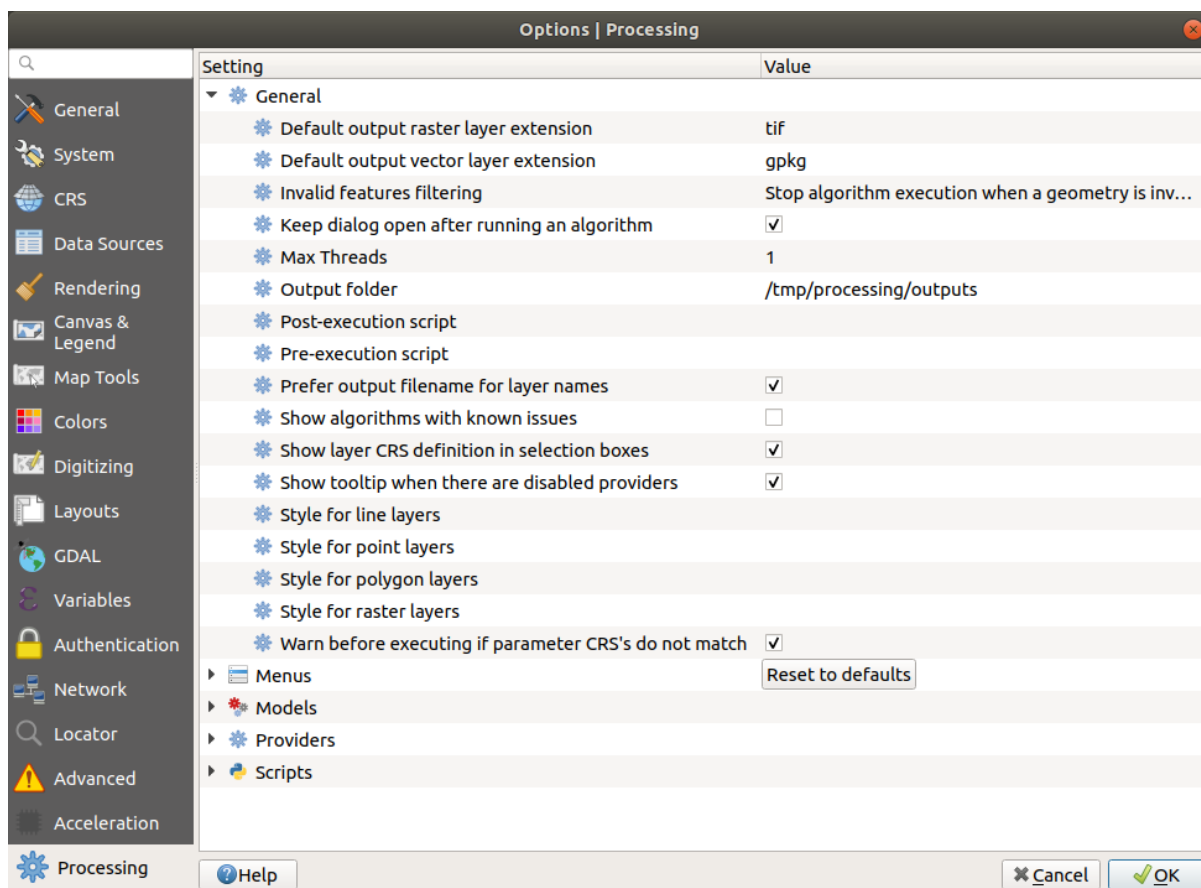 Options | Processing
Setting Value
General
System
CRS
Data Sources
Rendering
Canvas &
Legend
Map Tools
Colors
Digitizing
Layouts
GDAL
Variables
Authentication
Network
Locator
Advanced
Acceleration
Processing
General
Default output raster layer extension tif
Default output vector layer extension gpkg
Invalid features filtering Stop algorithm execution when a geometry is inv...
Keep dialog open after running an algorithm
Max Threads 1
Output folder /tmp/processing/outputs
Post-execution script
Pre-execution script
Prefer output filename for layer names
Show algorithms with known issues
Show layer CRS definition in selection boxes
Show tooltip when there are disabled providers
Style for line layers
Style for point layers
Style for polygon layers
Style for raster layers
Warn before executing if parameter CRS's do not match
Menus Reset to defaults
Models
Providers
Scripts
Help Cancel OK